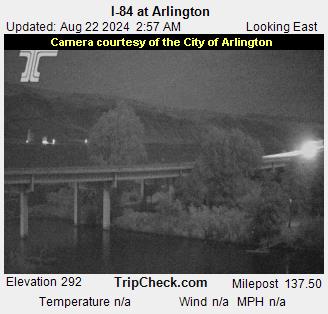 I-84 at Arlington
Updated: Aug 22 2024 2:57 AM Looking East
Camera courtesy of the City of Arlington
Elevation 292 TripCheck.com Milepost 137.50
Temperature n/a Wind n/a MPH n/a